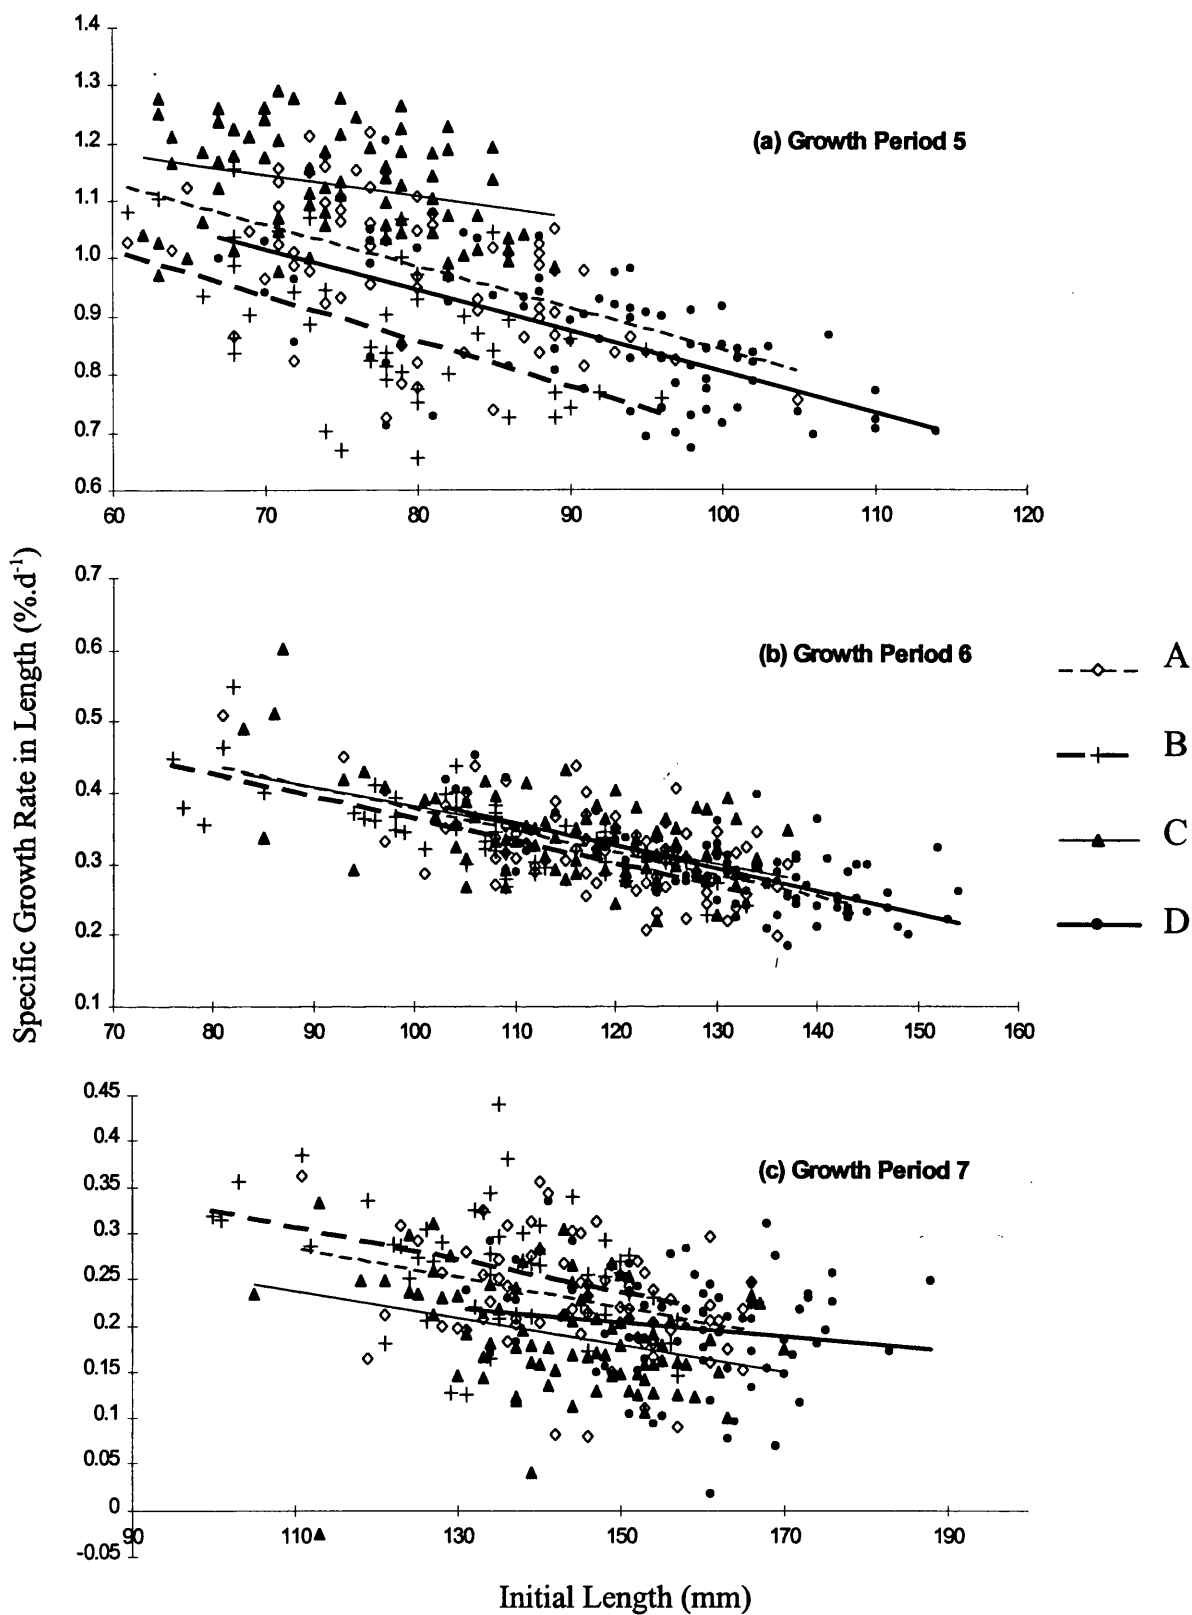 1.4
1.3
1.2
1.1
1.0
0.9
0.8
0.7
0.6
(a) Growth Period 5
60 70 80 90 100 110 120
Specific Growth Rate in Length (%.d-1)
0.7
0.6
0.5
0.4
0.3
0.2
0.1
(b) Growth Period 6
70 80 90 100 110 120 130 140 150 160
A
B
C
D
0.45
0.4
0.35
0.3
0.25
0.2
0.15
0.1
0.05
0
-0.05
(c) Growth Period 7
90 110 130 150 170 190
Initial Length (mm)